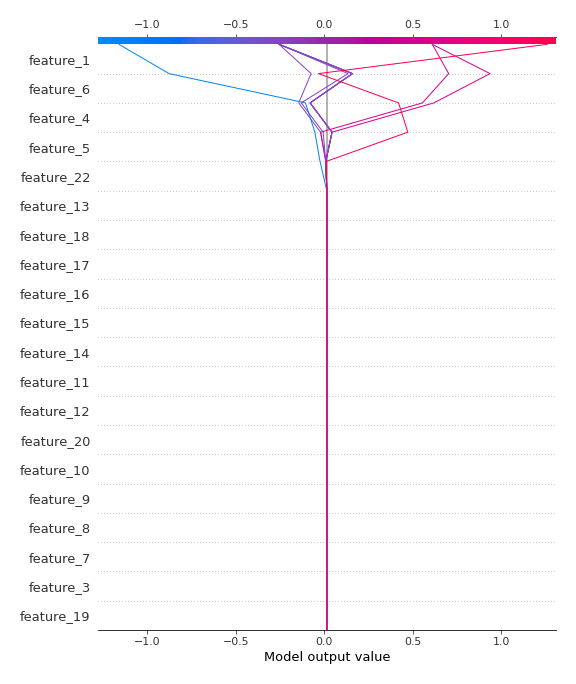 −1.0 −0.5 0.0 0.5 1.0
feature_1
feature_6
feature_4
feature_5
feature_22
feature_13
feature_18
feature_17
feature_16
feature_15
feature_14
feature_11
feature_12
feature_20
feature_10
feature_9
feature_8
feature_7
feature_3
feature_19
−1.0 −0.5 0.0 0.5 1.0
Model output value